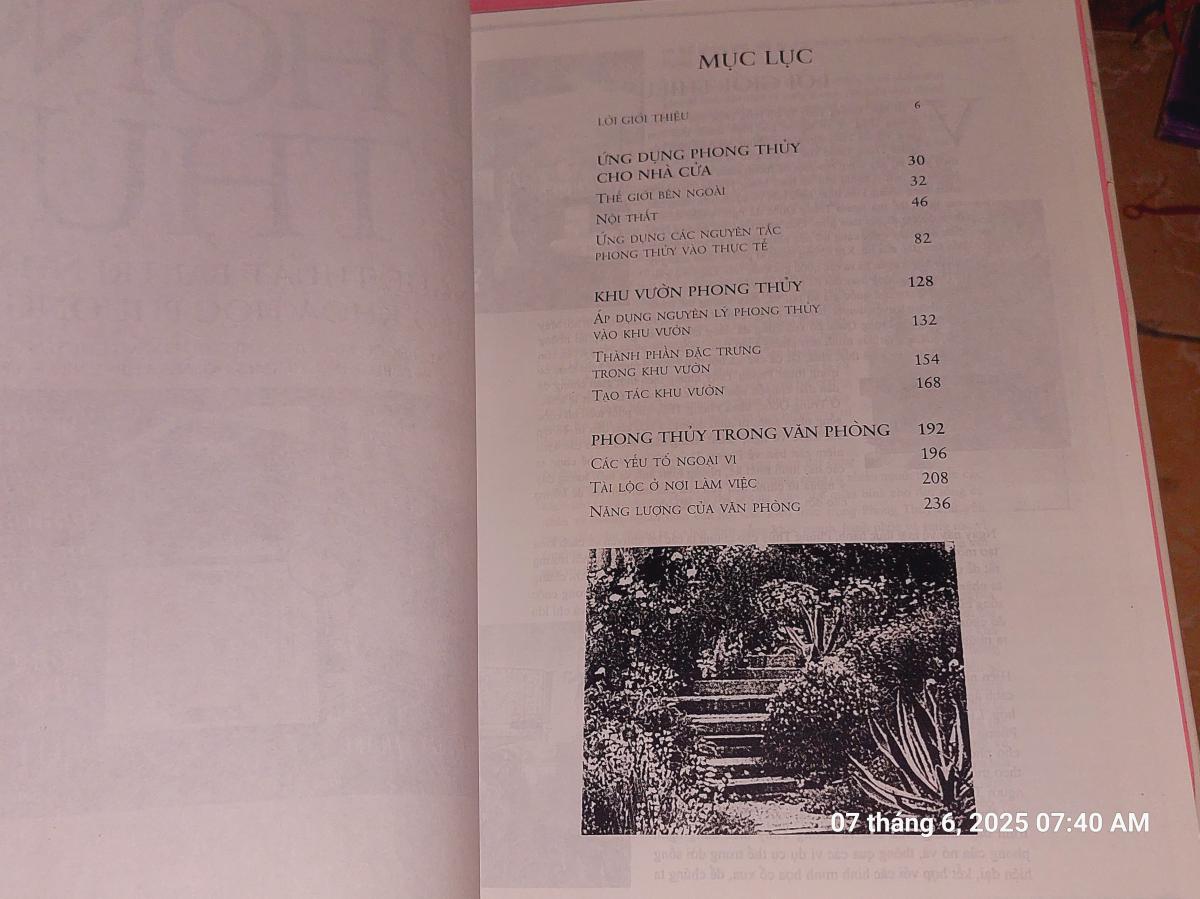 MỤC LỤC
LỜI GIỚI THIỆU 6
ỨNG DỤNG PHONG THỦY
CHO NHÀ CỬA 30
THẾ GIỚI BÊN NGOÀI 32
NỘI THẤT 46
ỨNG DỤNG CÁC NGUYÊN TẮC
PHONG THỦY VÀO THỰC TẾ 82
KHU VƯỜN PHONG THỦY 128
ÁP DỤNG NGUYÊN LÝ PHONG THỦY
VÀO KHU VƯỜN 132
THÀNH PHẦN ĐẶC TRƯNG
TRONG KHU VƯỜN 154
TẠO TÁC KHU VƯỜN 168
PHONG THỦY TRONG VĂN PHÒNG 192
CÁC YẾU TỐ NGOẠI VI 196
TÀI LỘC Ở NƠI LÀM VIỆC 208
NĂNG LƯỢNG CỦA VĂN PHÒNG 236
07 tháng 6, 2025 07:40 AM